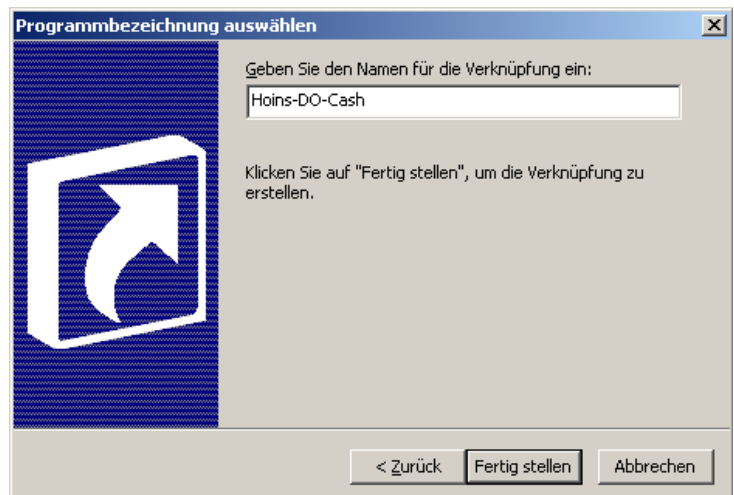 Programmbezeichnung auswählen
Geben Sie den Namen für die Verknüpfung ein:
Hoins-DO-Cash
Klicken Sie auf "Fertig stellen", um die Verknüpfung zu
erstellen.
< Zurück Fertig stellen Abbrechen